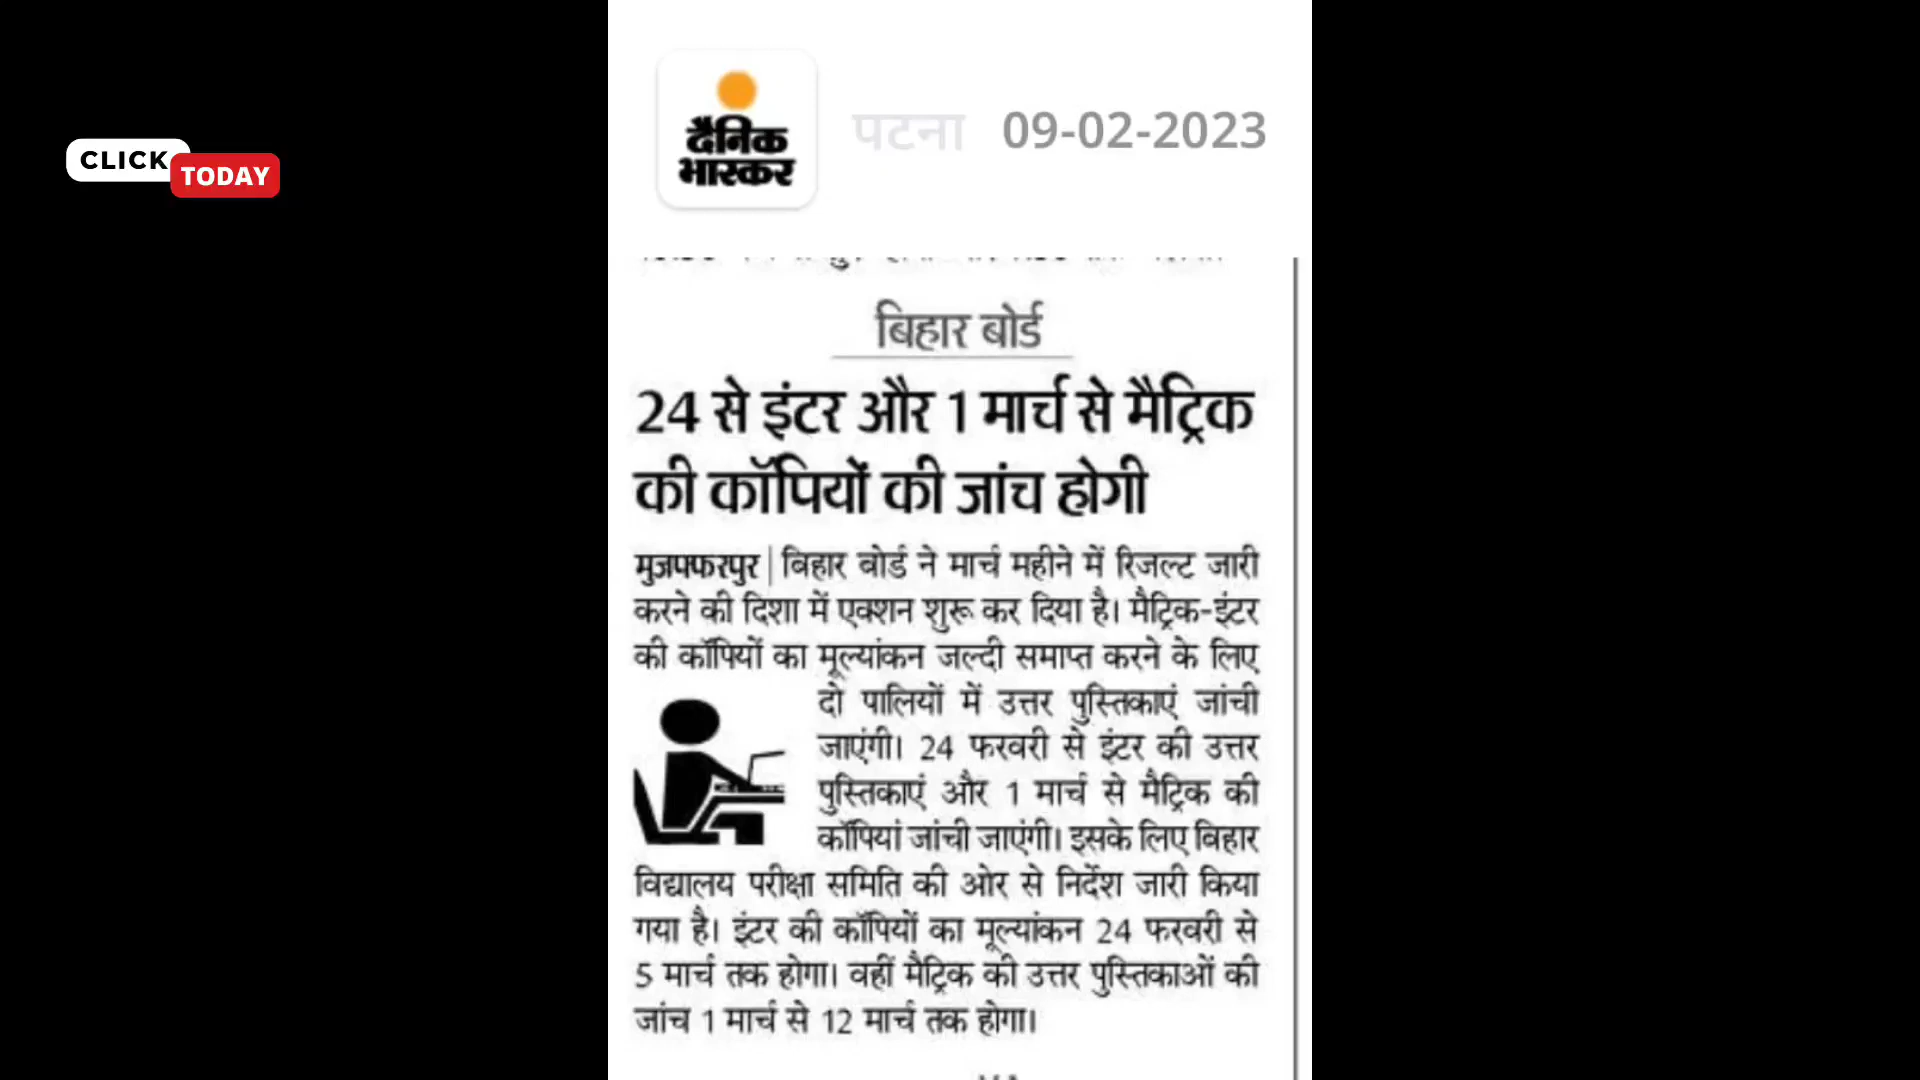 CLICK
TODAY
दैनिक
भास्कर
पटना 09-02-2023
बिहार बोर्ड
24 से इंटर और 1 मार्च से मैट्रिक
की कॉपियों की जांच होगी
मुजफ्फरपुर | बिहार बोर्ड ने मार्च महीने में रिजल्ट जारी
करने की दिशा में एक्शन शुरू कर दिया है। मैट्रिक-इंटर
की कॉपियों का मूल्यांकन जल्दी समाप्त करने के लिए
दो पालियों में उत्तर पुस्तिकाएं जांची
जाएंगी। 24 फरवरी से इंटर की उत्तर
पुस्तिकाएं और 1 मार्च से मैट्रिक की
कॉपियां जांची जाएंगी। इसके लिए बिहार
विद्यालय परीक्षा समिति की ओर से निर्देश जारी किया
गया है। इंटर की कॉपियों का मूल्यांकन 24 फरवरी से
5 मार्च तक होगा। वहीं मैट्रिक की उत्तर पुस्तिकाओं की
जांच 1 मार्च से 12 मार्च तक होगा।